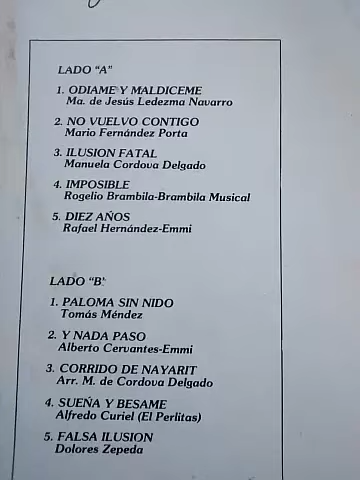 LADO "A"
1. ODIAME Y MALDICEME
Ma. de Jesús Ledezma Navarro
2. NO VUELVO CONTIGO
Mario Fernández Porta
3. ILUSION FATAL
Manuela Cordova Delgado
4. IMPOSIBLE
Rogelio Brambila-Brambila Musical
5. DIEZ AÑOS
Rafael Hernández-Emmi
LADO "B"
1. PALOMA SIN NIDO
Tomás Méndez
2. Y NADA PASO
Alberto Cervantes-Emmi
3. CORRIDO DE NAYARIT
Arr. M. de Cordova Delgado
4. SUEÑA Y BESAME
Alfredo Curiel (El Perlitas)
5. FALSA ILUSION
Dolores Zepeda